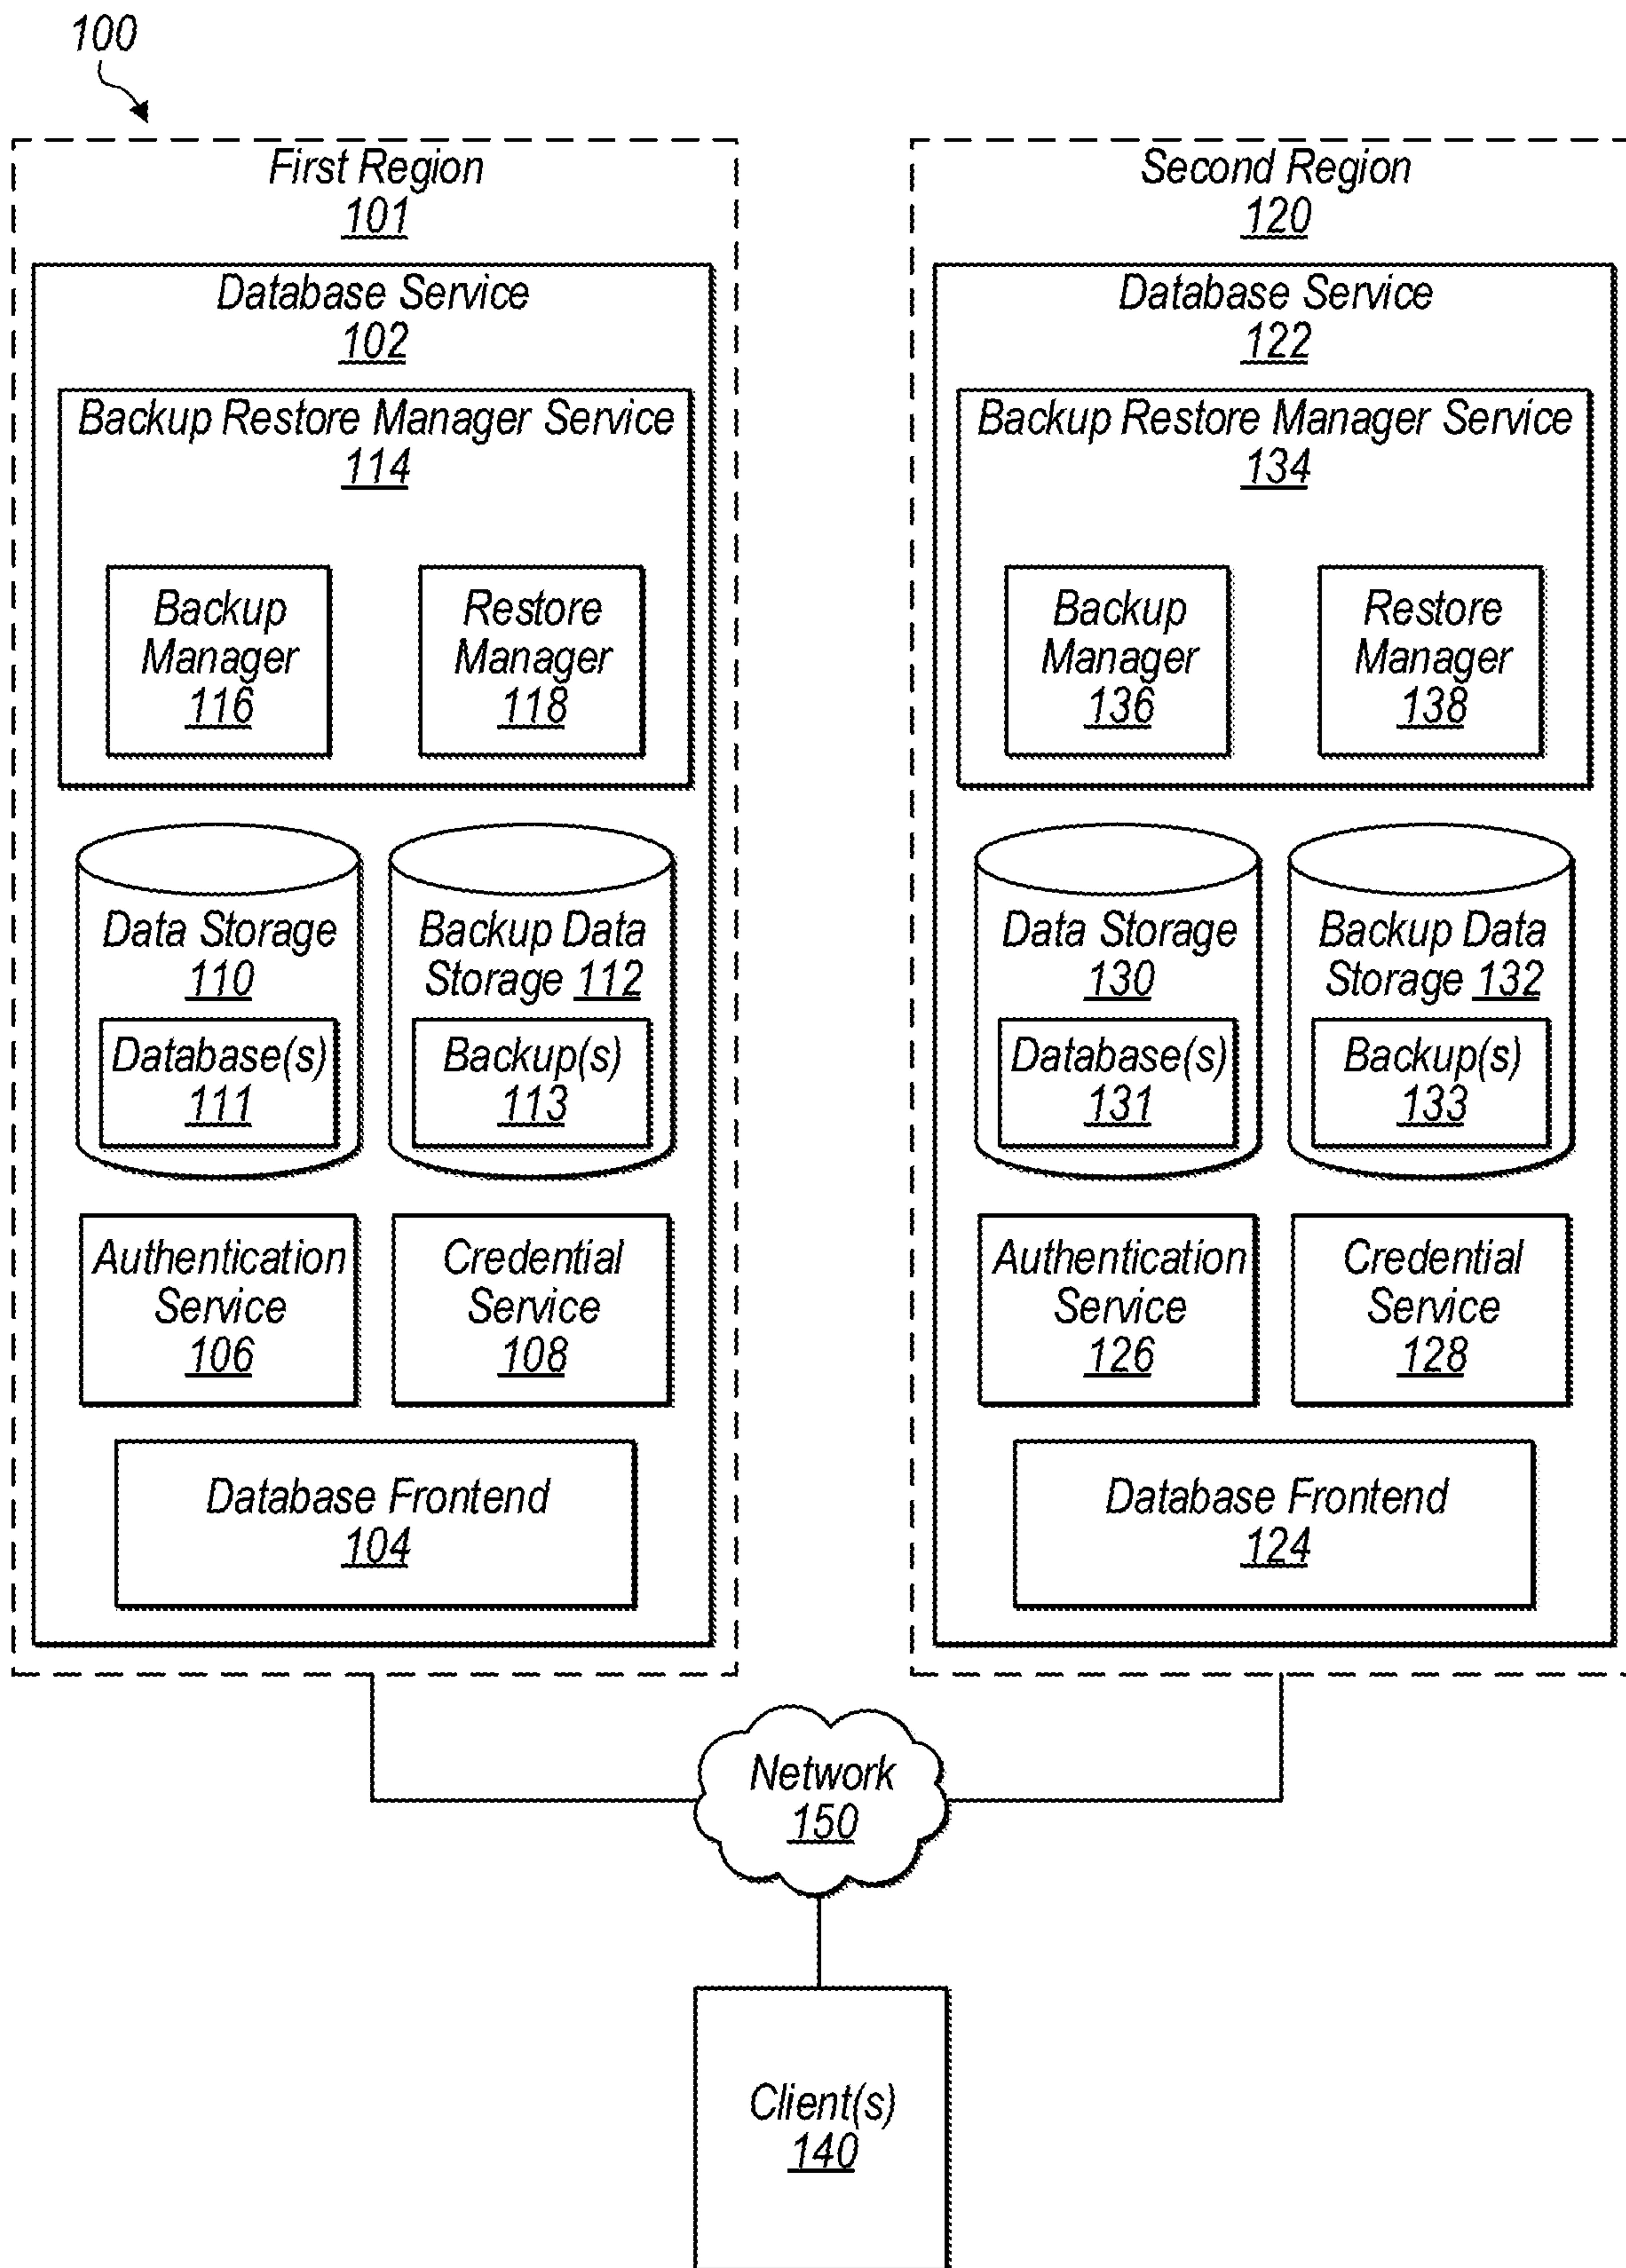 100
First Region
101
Database Service
102
Backup Restore Manager Service
114
Backup
Manager
116
Restore
Manager
118
Data Storage
110
Database(s)
111
Backup Data
Storage 112
Backup(s)
113
Authentication
Service
106
Credential
Service
108
Database Frontend
104
Second Region
120
Database Service
122
Backup Restore Manager Service
134
Backup
Manager
136
Restore
Manager
138
Data Storage
130
Database(s)
131
Backup Data
Storage 132
Backup(s)
133
Authentication
Service
126
Credential
Service
128
Database Frontend
124
Network
150
Client(s)
140